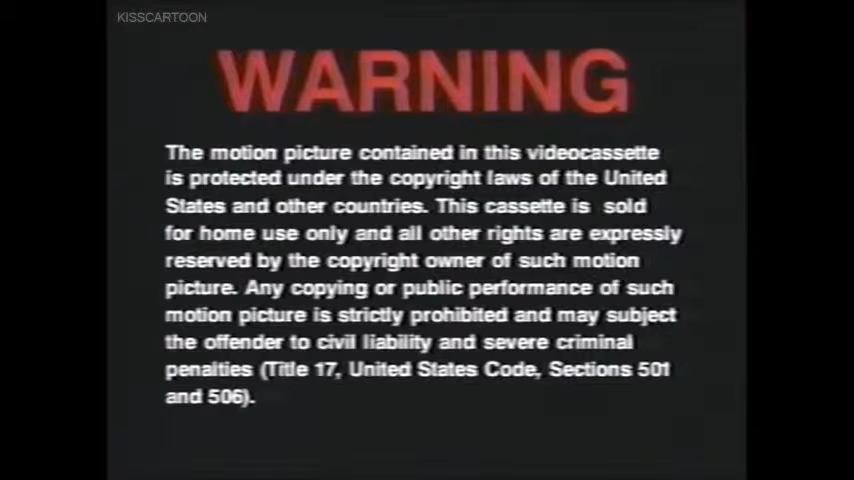 KISSCARTOON
WARNING
The motion picture contained in this videocassette
is protected under the copyright laws of the United
States and other countries. This cassette is sold
for home use only and all other rights are expressly
reserved by the copyright owner of such motion
picture. Any copying or public performance of such
motion picture is strictly prohibited and may subject
the offender to civil liability and severe criminal
penalties (Title 17, United States Code, Sections 501
and 506).